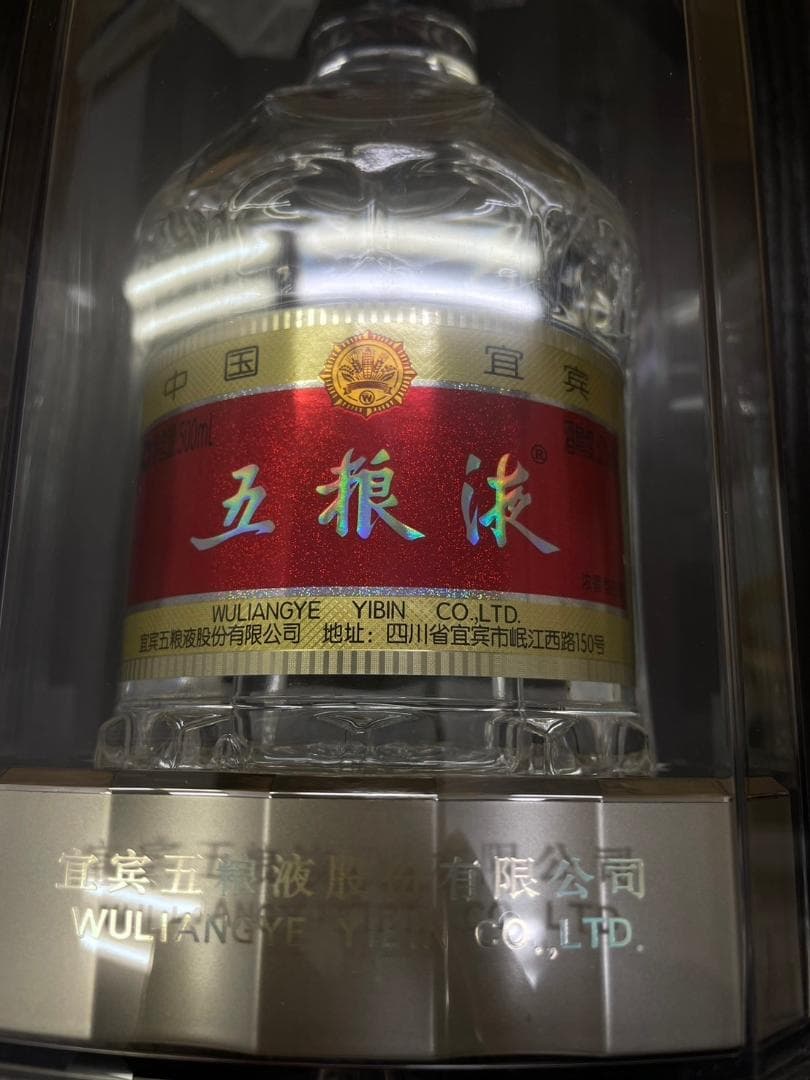 中国 宜宾
500mL
五粮液®
WULIANGYE YIBIN CO.,LTD.
宜宾五粮液股份有限公司 地址：四川省宜宾市岷江西路150号
宜宾五粮液股份有限公司
WULIANGYE YIBIN CO.,LTD.